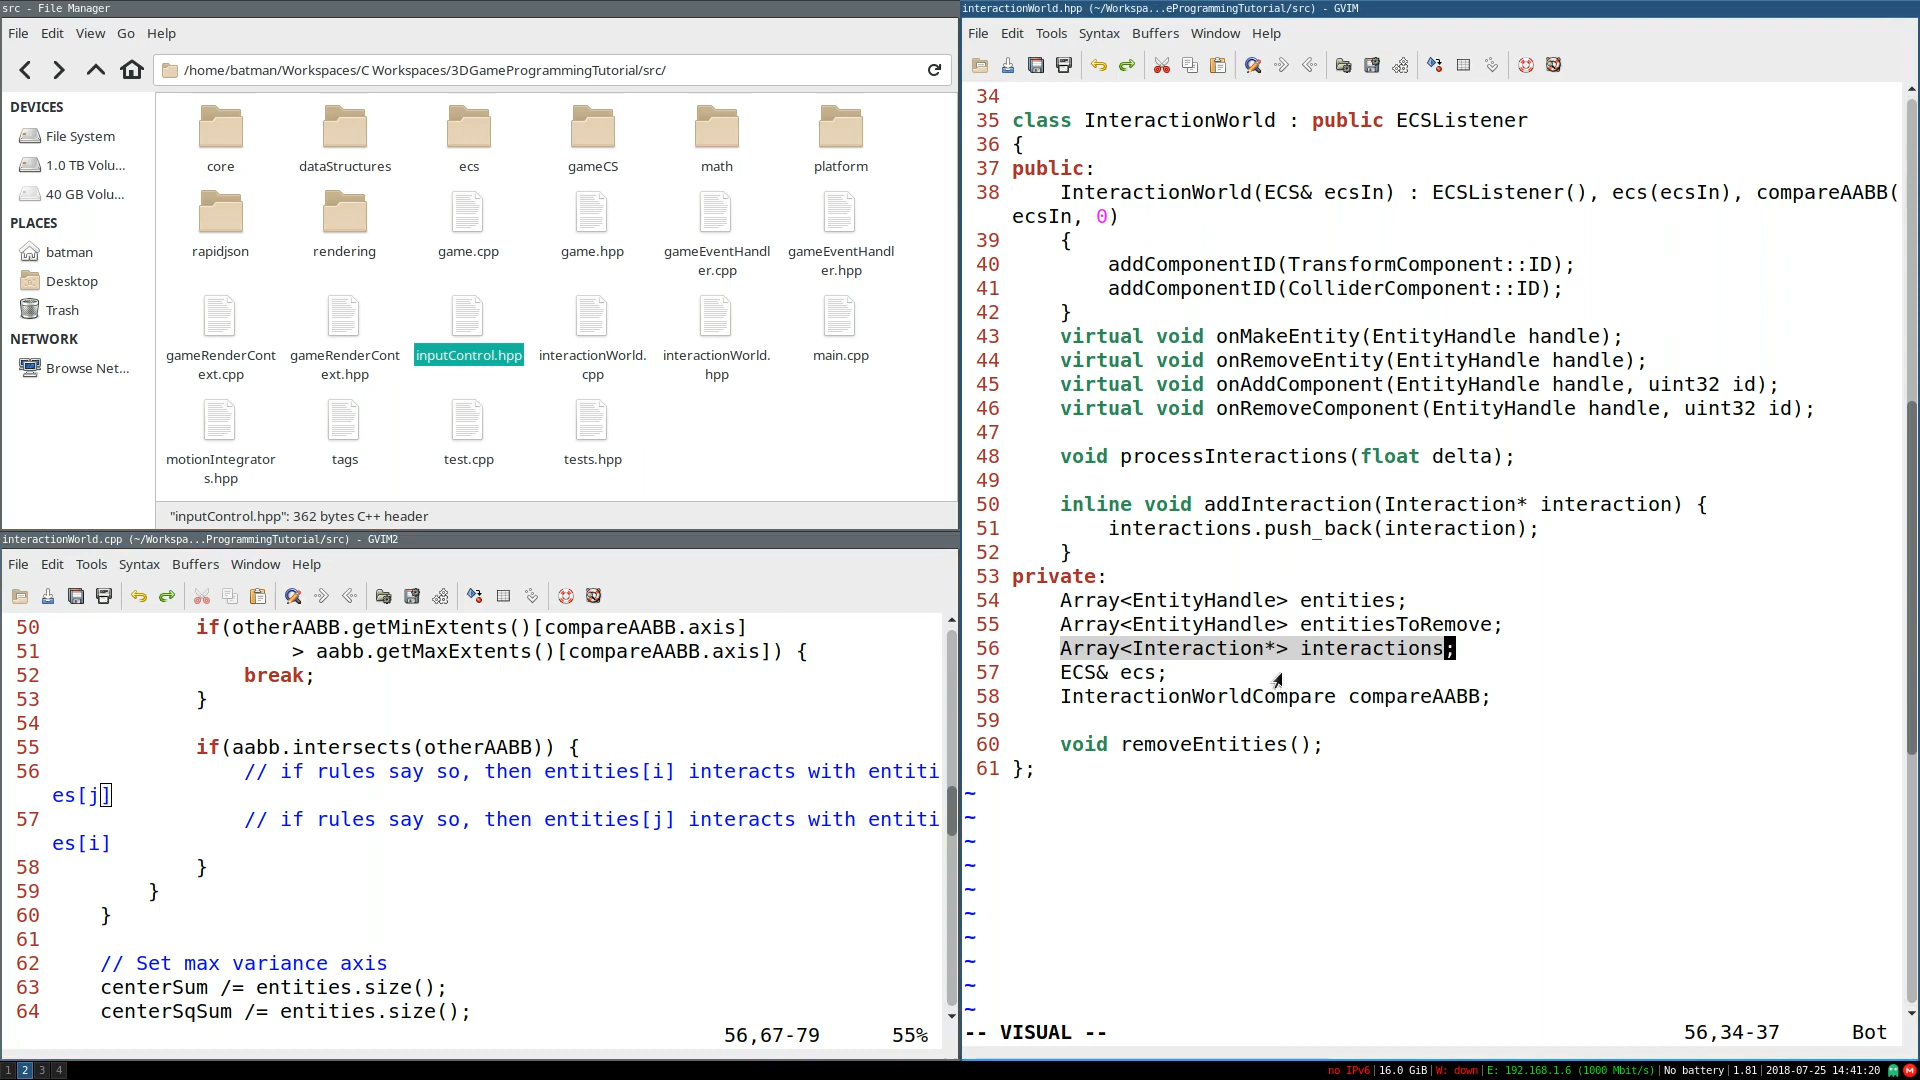 src - File Manager
File Edit View Go Help
/home/batman/Workspaces/C Workspaces/3DGameProgrammingTutorial/src/
DEVICES
File System
1.0 TB Volu...
40 GB Volu...
PLACES
batman
Desktop
Trash
NETWORK
Browse Net...
core dataStructures ecs gameCS math platform
rapidjson rendering game.cpp game.hpp gameEventHandl gameEventHandl
er.cpp er.hpp
gameRenderCont gameRenderCont inputControl.hpp interactionWorld. interactionWorld. main.cpp
ext.cpp ext.hpp cpp hpp
motionIntegrator tags test.cpp tests.hpp
s.hpp
"inputControl.hpp": 362 bytes C++ header
interactionWorld.cpp (~/Workspa...ProgrammingTutorial/src) - GVIM2
File Edit Tools Syntax Buffers Window Help
50 if(otherAABB.getMinExtents()[compareAABB.axis]
51 > aabb.getMaxExtents()[compareAABB.axis]) {
52 break;
53 }
54
55 if(aabb.intersects(otherAABB)) {
56 // if rules say so, then entities[i] interacts with entiti
es[j]
57 // if rules say so, then entities[j] interacts with entiti
es[i]
58 }
59 }
60 }
61
62 // Set max variance axis
63 centerSum /= entities.size();
64 centerSqSum /= entities.size();
56,67-79 55%
interactionWorld.hpp (~/Workspa...eProgrammingTutorial/src) - GVIM
File Edit Tools Syntax Buffers Window Help
34
35 class InteractionWorld : public ECSListener
36 {
37 public:
38 InteractionWorld(ECS& ecsIn) : ECSListener(), ecs(ecsIn), compareAABB(
ecsIn, 0)
39 {
40 addComponentID(TransformComponent::ID);
41 addComponentID(ColliderComponent::ID);
42 }
43 virtual void onMakeEntity(EntityHandle handle);
44 virtual void onRemoveEntity(EntityHandle handle);
45 virtual void onAddComponent(EntityHandle handle, uint32 id);
46 virtual void onRemoveComponent(EntityHandle handle, uint32 id);
47
48 void processInteractions(float delta);
49
50 inline void addInteraction(Interaction* interaction) {
51 interactions.push_back(interaction);
52 }
53 private:
54 Array<EntityHandle> entities;
55 Array<EntityHandle> entitiesToRemove;
56 Array<Interaction*> interactions;
57 ECS& ecs;
58 InteractionWorldCompare compareAABB;
59
60 void removeEntities();
61 };
~
~
~
~
~
~
~
~
~
~
-- VISUAL -- 56,34-37 Bot
1 2 3 4
no IPv6|16.0 GiB|W: down|E: 192.168.1.6 (1000 Mbit/s)|No battery|1.81|2018-07-25 14:41:20